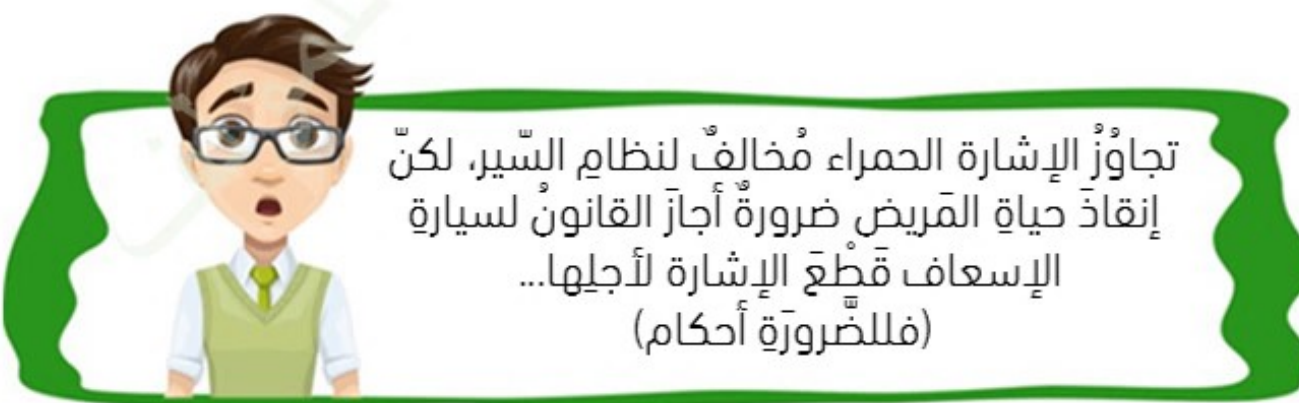 تجاوُزُ الإشارة الحمراء مُخالفٌ لنظامِ السّير، لكنّ
إنقاذَ حياةِ المَريض ضرورةٌ أجازَ القانونُ لسيارةِ
الإسعاف قَطْعَ الإشارة لأجلِها...
(فللضَّرورَةِ أحكام)